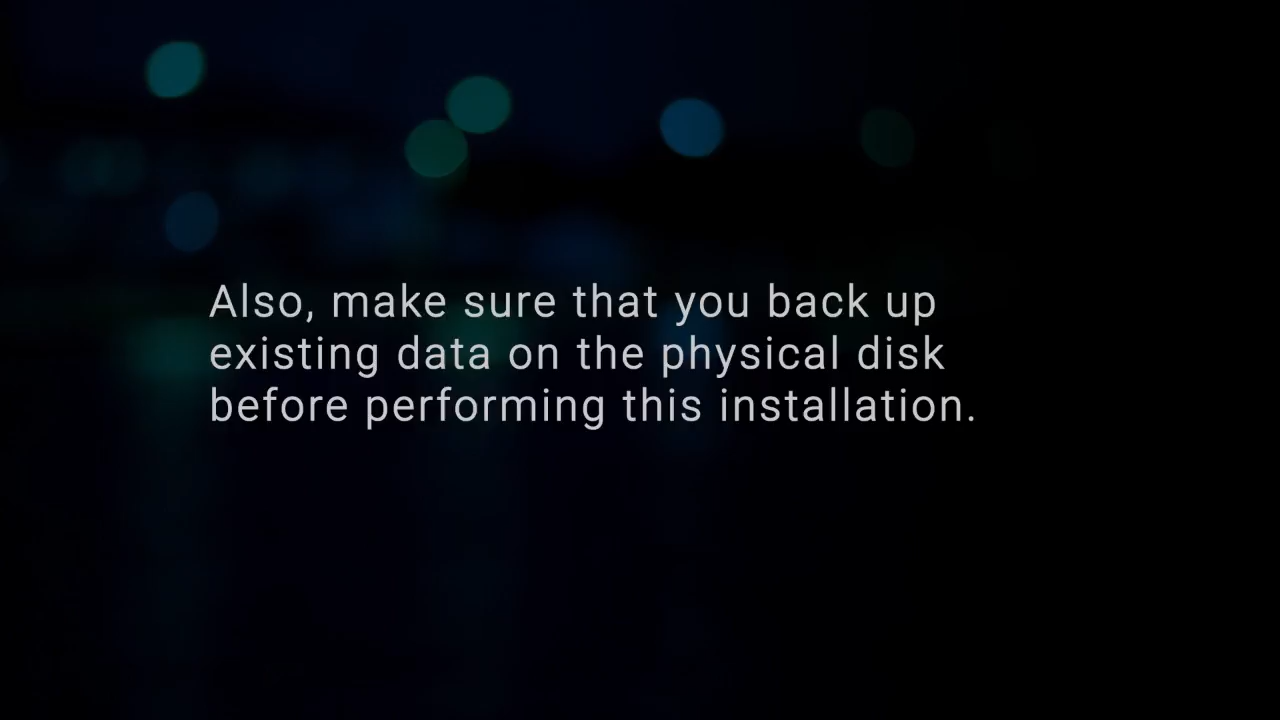 Also, make sure that you back up
existing data on the physical disk
before performing this installation.